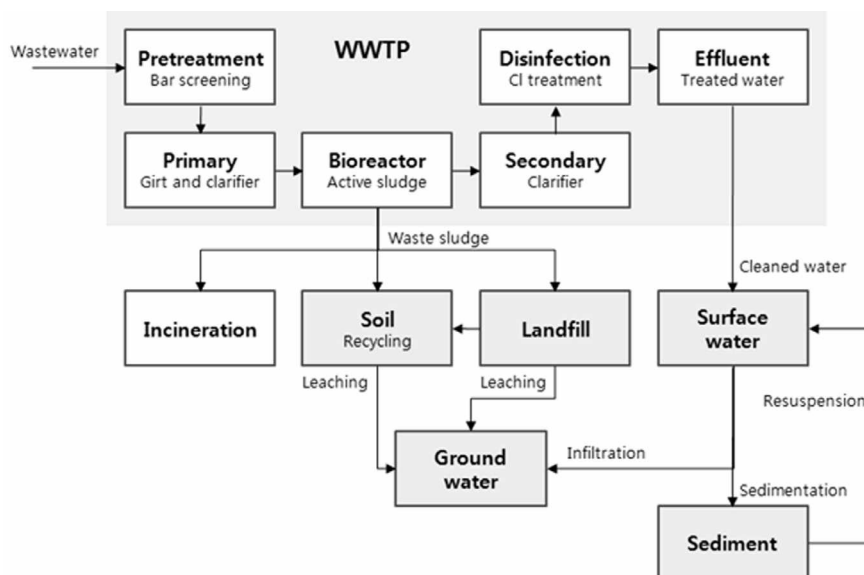 Wastewater
Pretreatment
Bar screening
WWTP
Disinfection
Cl treatment
Effluent
Treated water
Primary
Girt and clarifier
Bioreactor
Active sludge
Secondary
Clarifier
Waste sludge
Cleaned water
Incineration
Soil
Recycling
Landfill
Surface
water
Leaching
Leaching
Resuspension
Ground
water
Infiltration
Sedimentation
Sediment